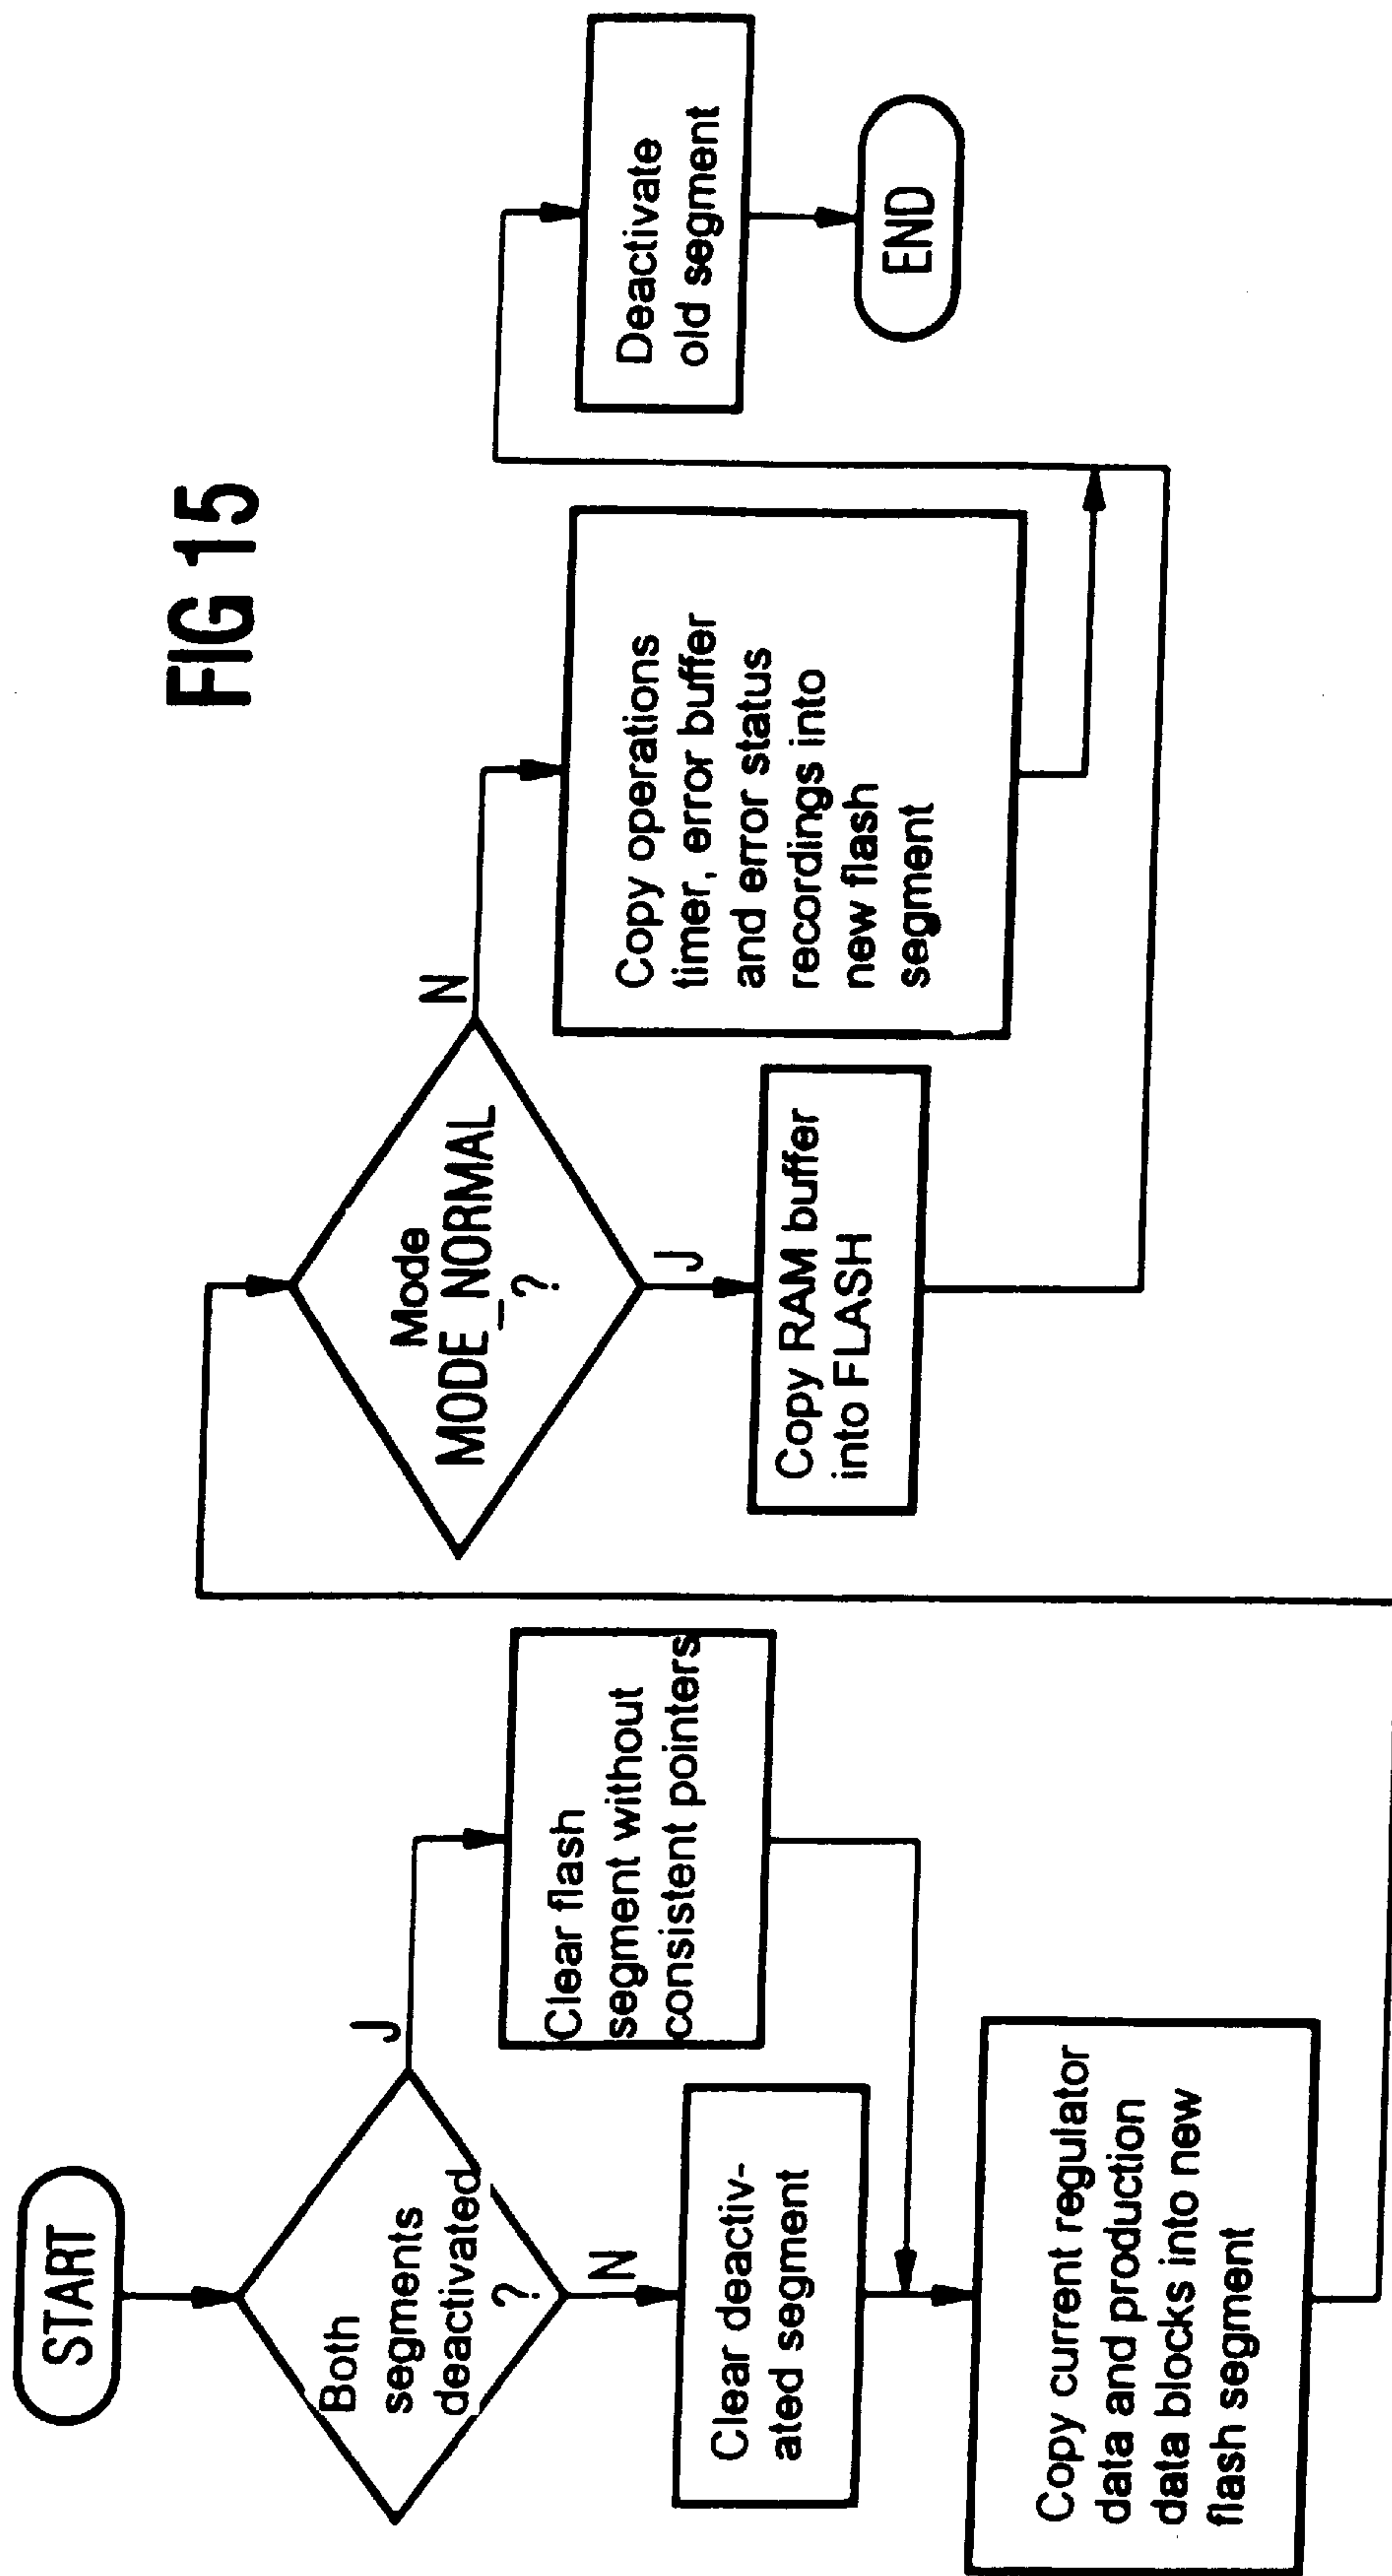 FIG 15
START
Both
segments
deactivated
?
J
N
Clear flash
segment without
consistent pointers
Clear deactiv-
ated segment
Copy current regulator
data and production
data blocks into new
flash segment
Mode
MODE_NORMAL
?
N
J
Copy RAM buffer
into FLASH
Copy operations
timer, error buffer
and error status
recordings into
new flash
segment
Deactivate
old segment
END